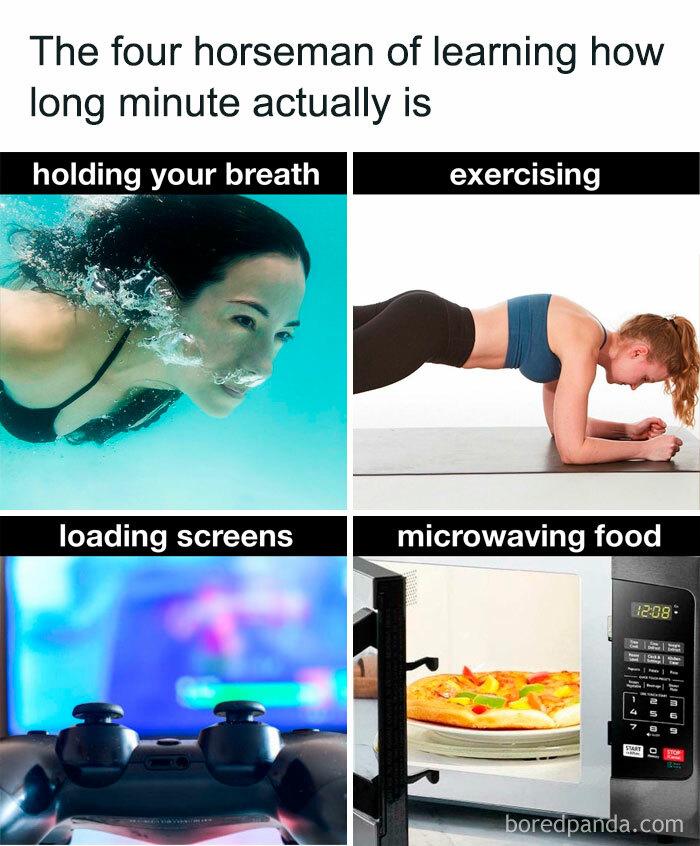 The four horseman of learning how
long minute actually is
holding your breath
exercising
loading screens
microwaving food
12:08
1 2 3
4 5 6
7 8 9
0
START
STOP
boredpanda.com